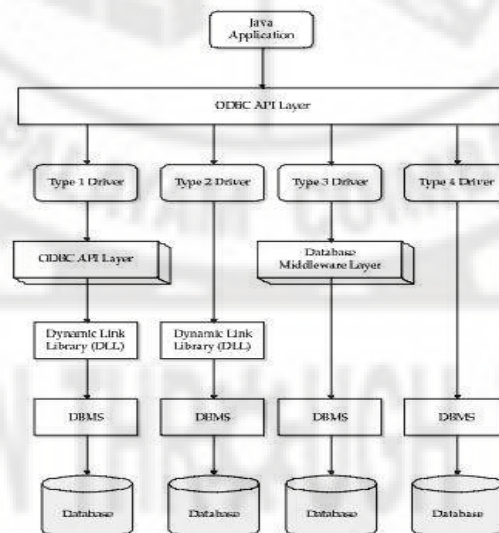 Java
Application
ODBC API Layer
Type 1 Driver
Type 2 Driver
Type 3 Driver
Type 4 Driver
ODBC API Layer
Database
Middleware Layer
Dynamic Link
Library (DLL)
Dynamic Link
Library (DLL)
DBMS
DBMS
DBMS
DBMS
Database
Database
Database
Database
THROUGH